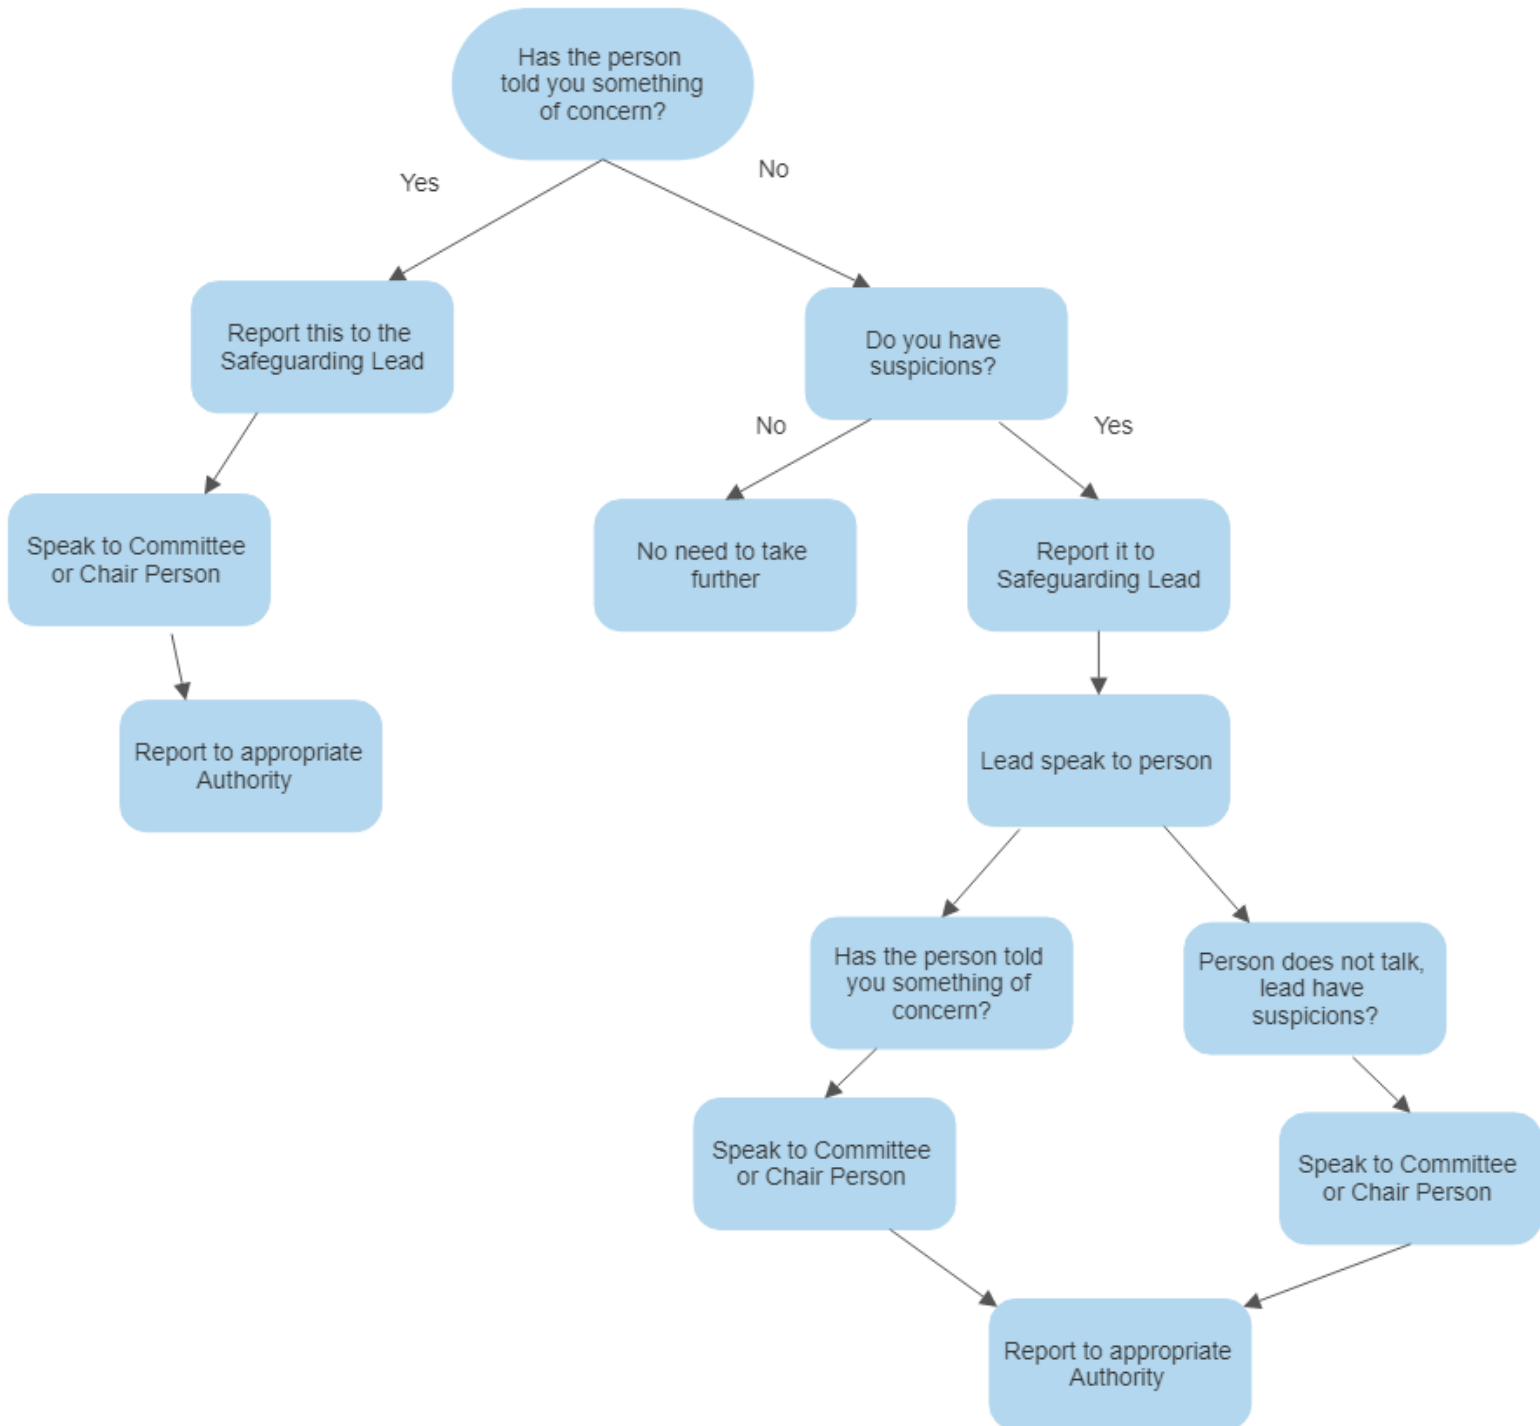 Has the person
told you something
of concern?
Yes
No
Report this to the
Safeguarding Lead
Do you have
suspicions?
No
Yes
Speak to Committee
or Chair Person
No need to take
further
Report it to
Safeguarding Lead
Report to appropriate
Authority
Lead speak to person
Has the person told
you something of
concern?
Person does not talk,
lead have
suspicions?
Speak to Committee
or Chair Person
Speak to Committee
or Chair Person
Report to appropriate
Authority